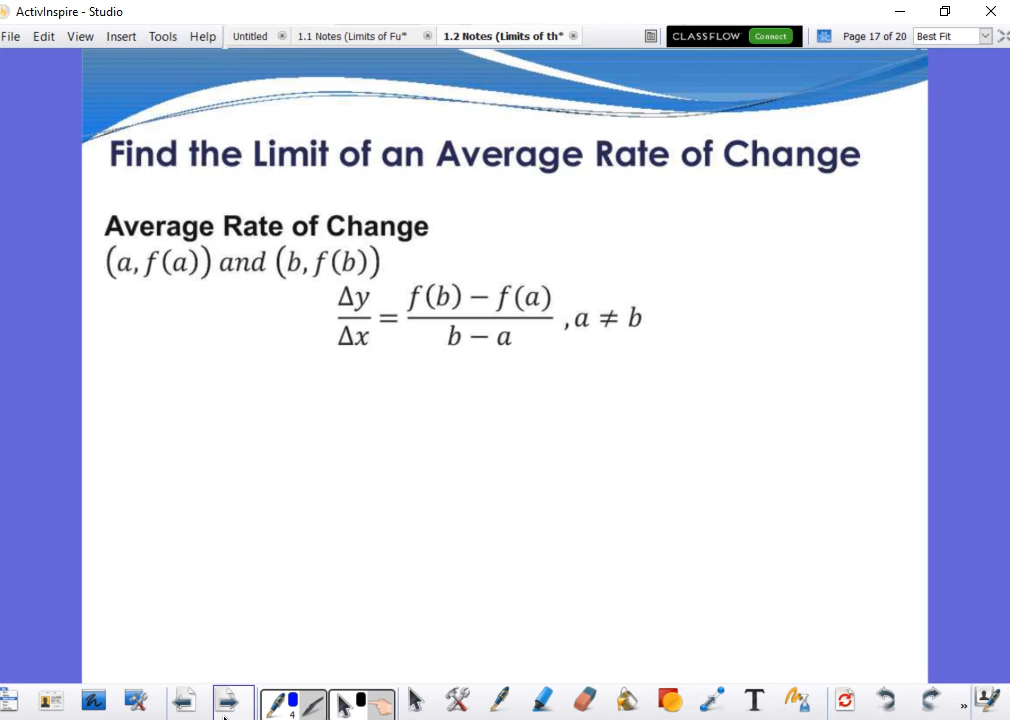 ActivInspire - Studio
File Edit View Insert Tools Help Untitled 1.1 Notes (Limits of Fu* 1.2 Notes (Limits of th* CLASSFLOW Connect Page 17 of 20 Best Fit
Find the Limit of an Average Rate of Change
Average Rate of Change
(a, f(a)) and (b, f(b))
Δy/Δx = f(b) − f(a)/b − a , a ≠ b
4 T »